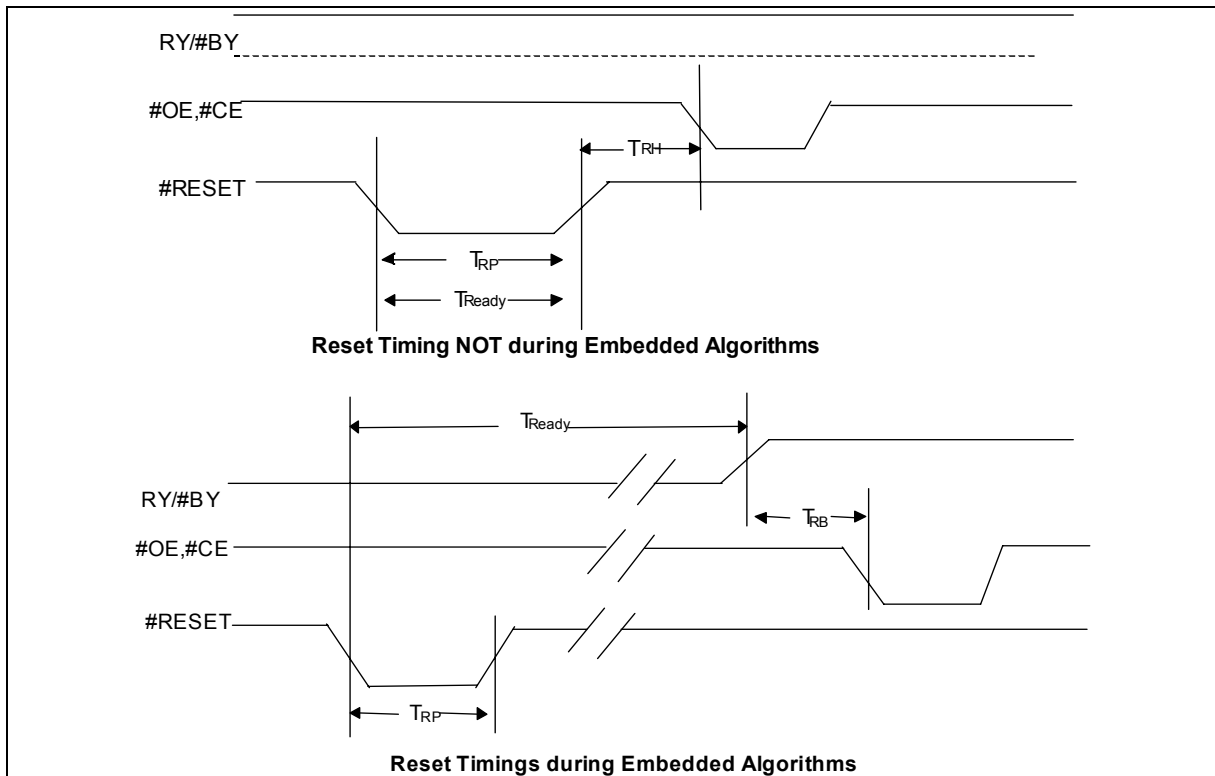 RY/#BY
#OE,#CE
TRH
#RESET
TRP
TReady
Reset Timing NOT during Embedded Algorithms
TReady
RY/#BY
TRB
#OE,#CE
#RESET
TRP
Reset Timings during Embedded Algorithms